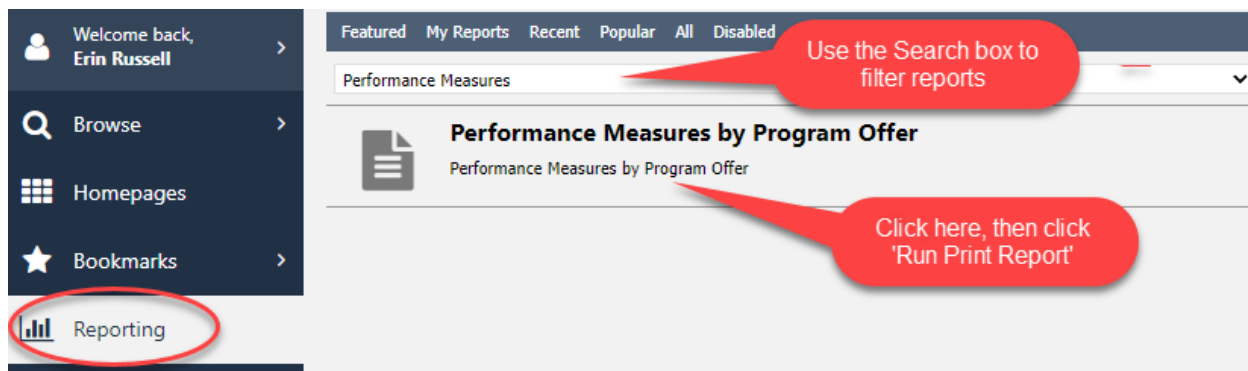 Welcome back,
Erin Russell
Browse
Homepages
Bookmarks
Reporting
Featured My Reports Recent Popular All Disabled
Performance Measures
Use the Search box to
filter reports
Performance Measures by Program Offer
Performance Measures by Program Offer
Click here, then click
'Run Print Report'